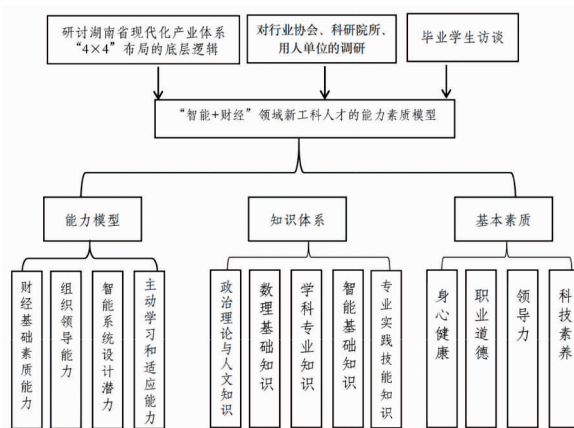 研讨湖南省现代化产业体系
“4×4”布局的底层逻辑
对行业协会、科研院所、
用人单位的调研
毕业学生访谈
“智能+财经”领域新工科人才的能力素质模型
能力模型
知识体系
基本素质
财经基础素质能力
组织领导能力
智能系统设计潜力
主动学习和适应能力
政治理论与人文知识
数理基础知识
学科专业知识
智能基础知识
专业实践技能知识
身心健康
职业道德
领导力
科技素养